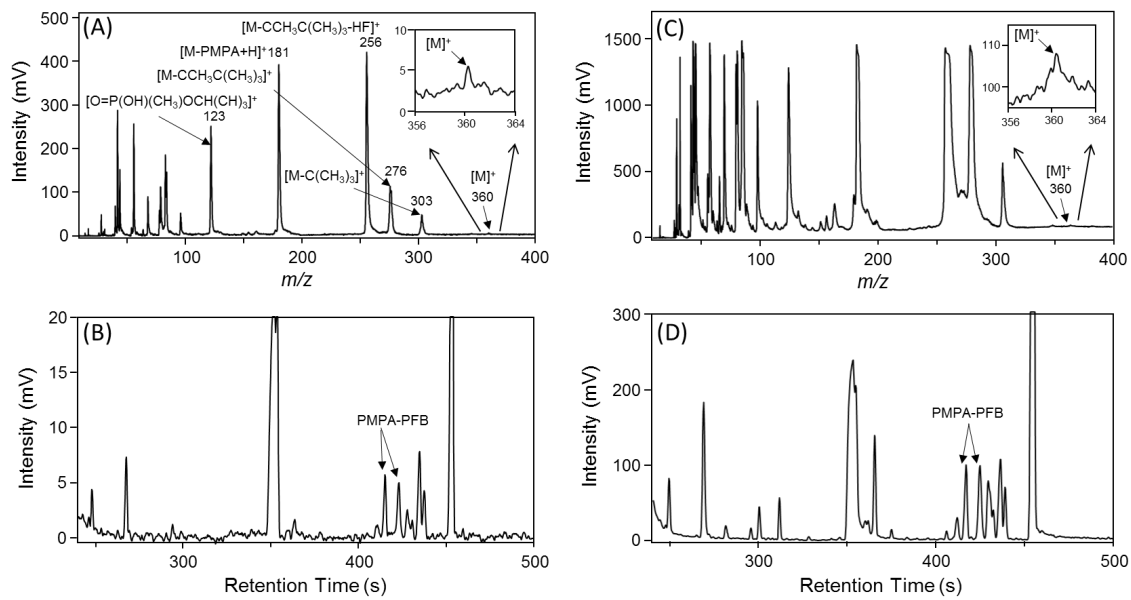 (A)
[M-CCH₃C(CH₃)₃-HF]⁺
256
[M-PMPA+H]⁺181
[M-CCH₃C(CH₃)₃]⁺
[O=P(OH)(CH₃)OCH(CH₃)]⁺
123
[M-C(CH₃)₃]⁺
276
303
[M]⁺
360
10
5
0
[M]⁺
356
360
364
500
400
300
200
100
0
Intensity (mV)
100
200
300
400
m/z
(C)
110
100
[M]⁺
356
360
364
[M]⁺
360
1500
1000
500
0
Intensity (mV)
100
200
300
400
m/z
(B)
PMPA-PFB
20
15
10
5
0
Intensity (mV)
300
400
500
Retention Time (s)
(D)
PMPA-PFB
300
200
100
0
Intensity (mV)
300
400
500
Retention Time (s)